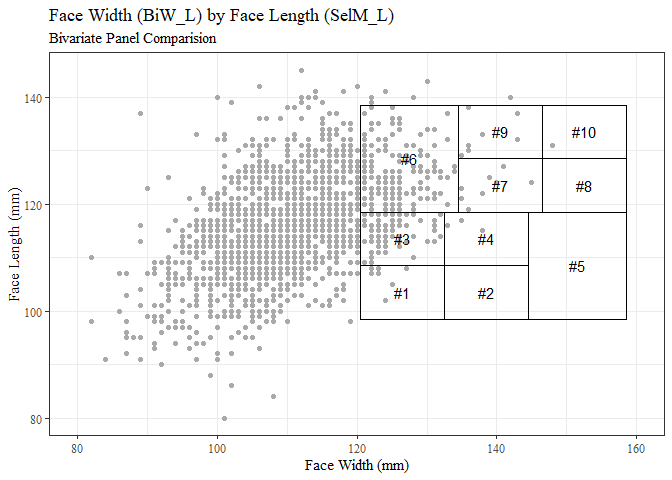 Face Width (BiW_L) by Face Length (SelM_L)
Bivariate Panel Comparision
140
120
100
80
Face Length (mm)
#9
#10
#6
#7
#8
#3
#4
#5
#1
#2
80 100 120 140 160
Face Width (mm)